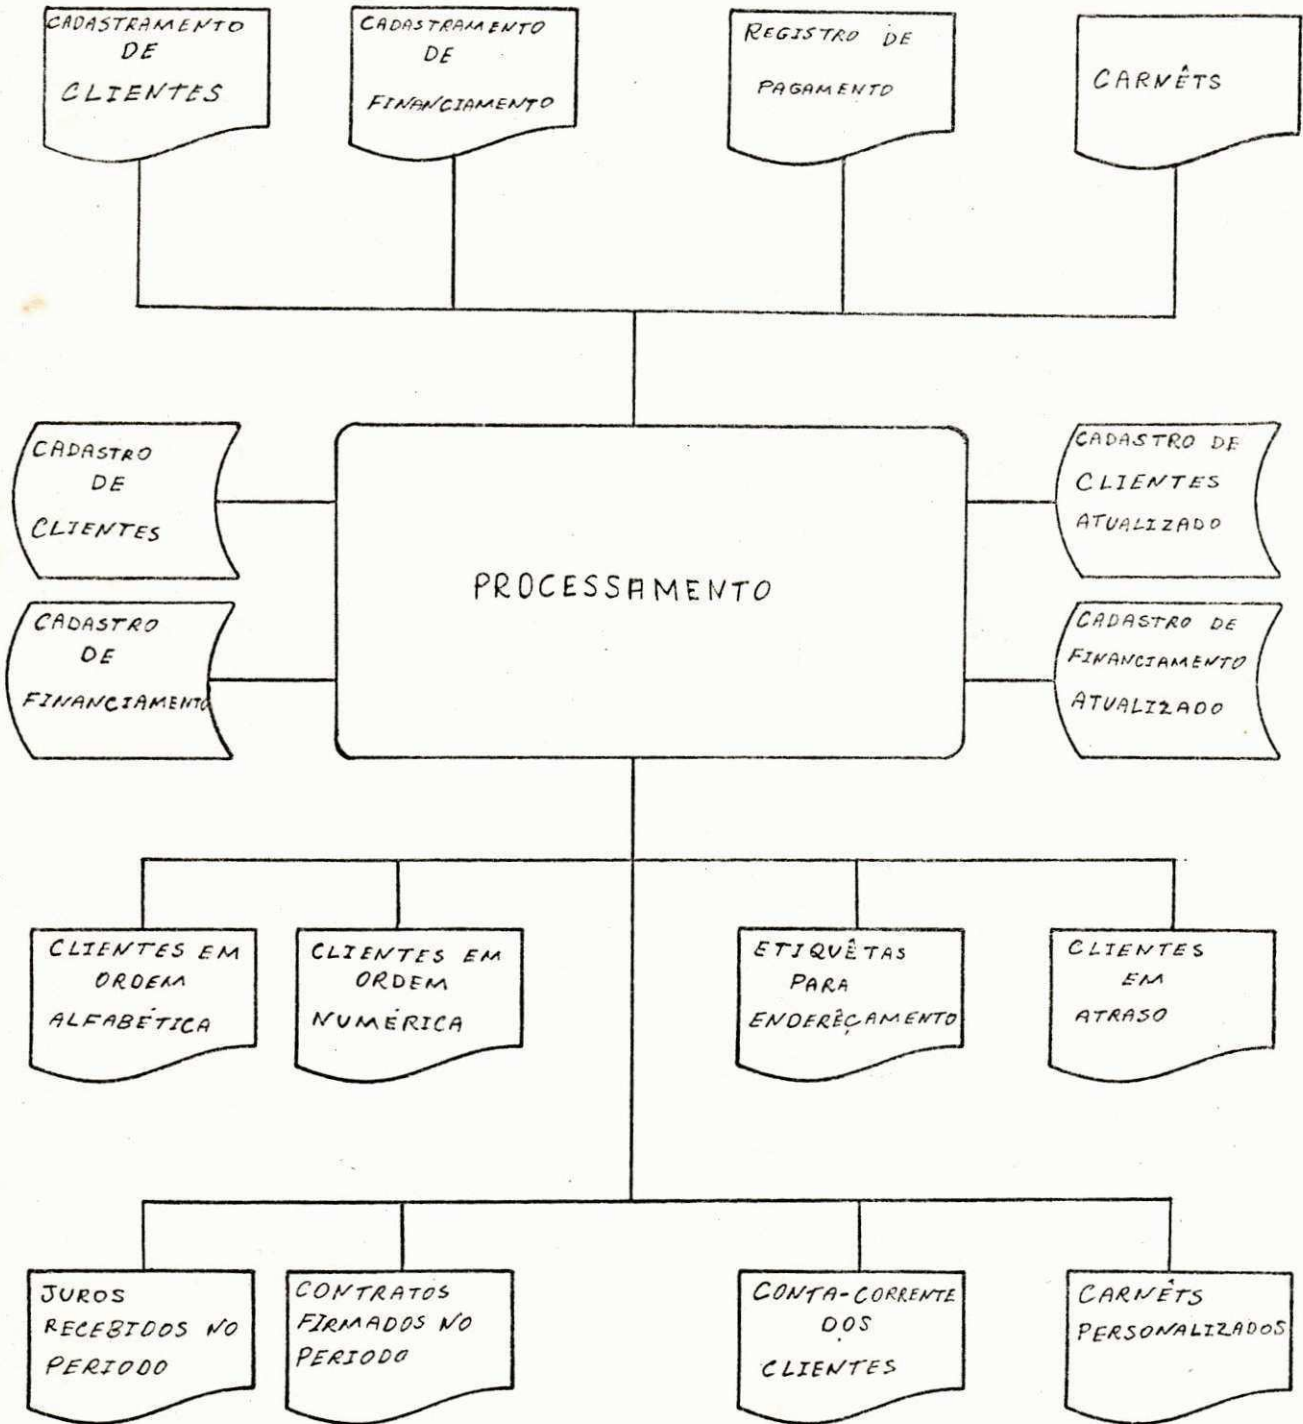 CADASTRAMENTO
DE
CLIENTES
CADASTRAMENTO
DE
FINANCIAMENTO
REGISTRO DE
PAGAMENTO
CARNÊTS
CADASTRO
DE
CLIENTES
CADASTRO
DE
FINANCIAMENTO
PROCESSAMENTO
CADASTRO DE
CLIENTES
ATUALIZADO
CADASTRO DE
FINANCIAMENTO
ATUALIZADO
CLIENTES EM
ORDEM
ALFABÉTICA
CLIENTES EM
ORDEM
NUMÉRICA
ETIQUÊTAS
PARA
ENDERÊÇAMENTO
CLIENTES
EM
ATRASO
JUROS
RECEBIDOS NO
PERIODO
CONTRATOS
FIRMADOS NO
PERIODO
CONTA-CORRENTE
DOS
CLIENTES
CARNÊTS
PERSONALIZADOS